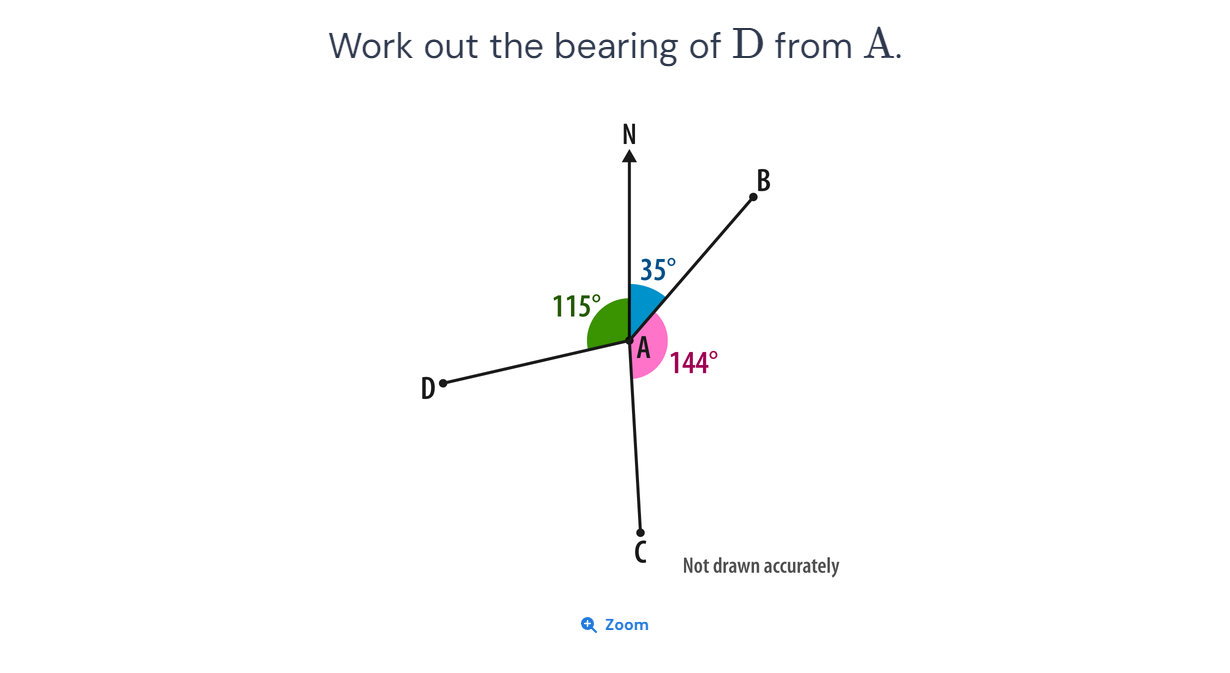 Work out the bearing of D from A.
N
B
35°
115°
A
144°
D
C
Not drawn accurately
Zoom